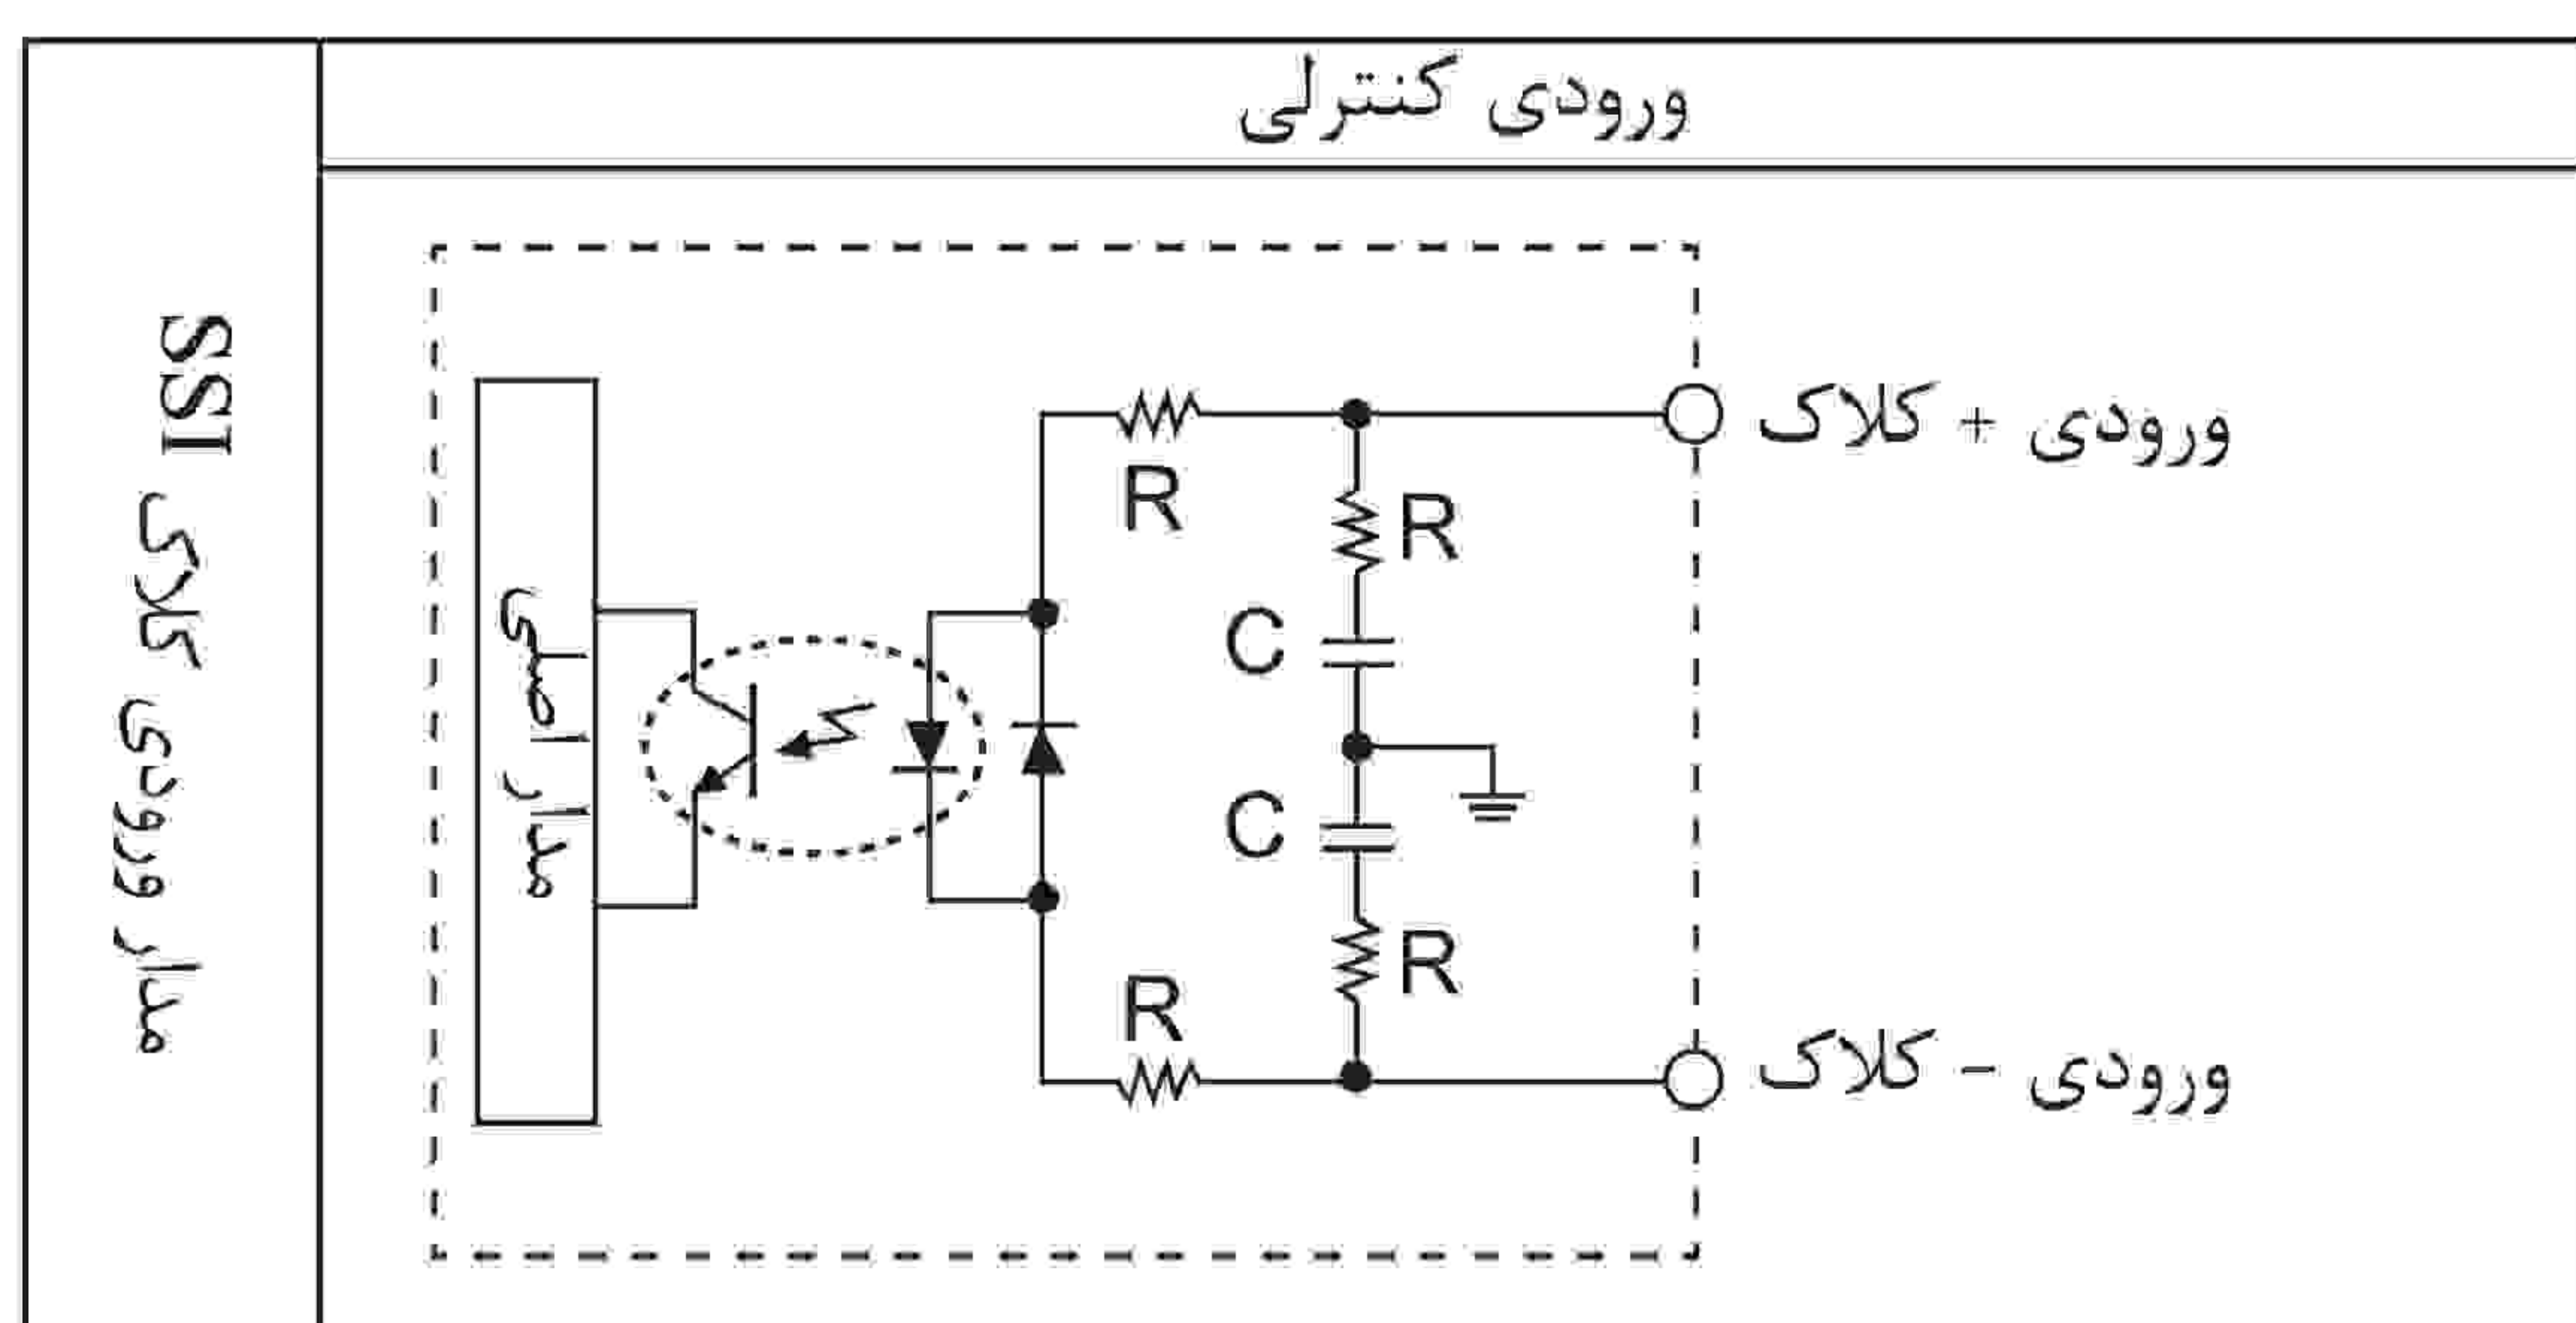 ورودی کنترلی
مدار ورودی کلاک SSI
ورودی + کلاک
R
R
C
مدار اصلی
C
R
R
ورودی - کلاک